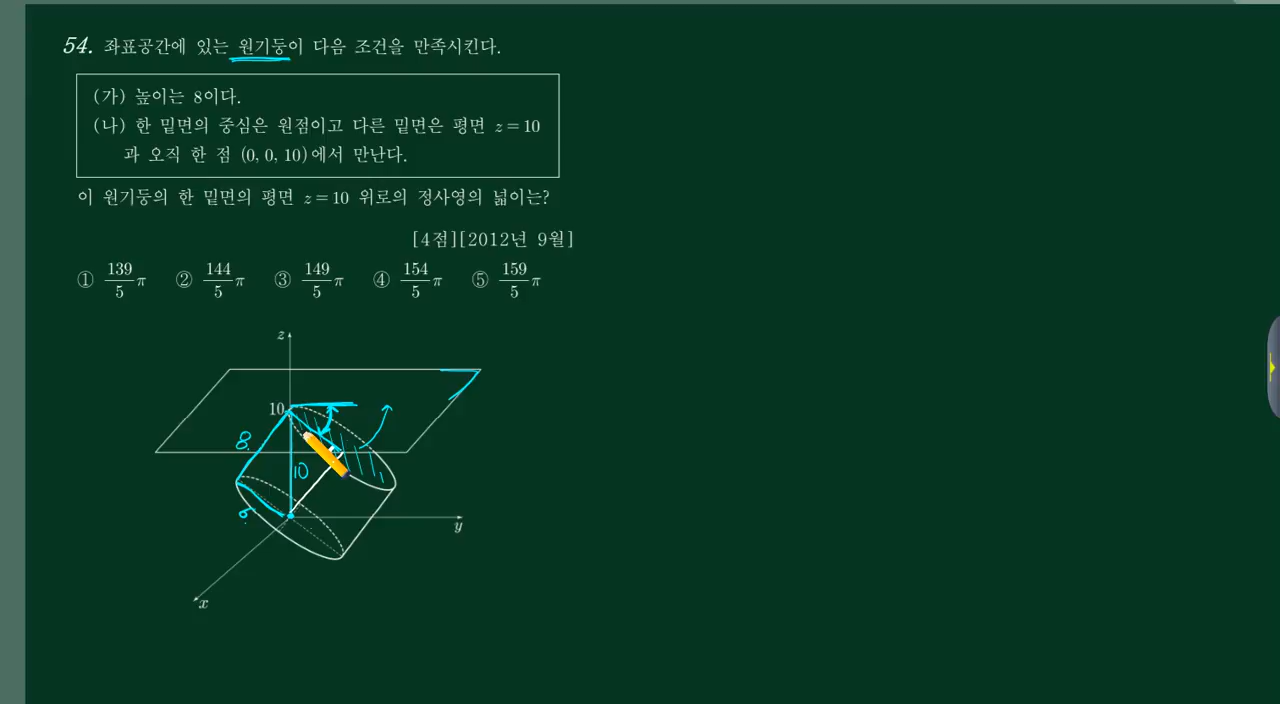 54. 좌표공간에 있는 원기둥이 다음 조건을 만족시킨다.
(가) 높이는 8이다.
(나) 한 밑면의 중심은 원점이고 다른 밑면은 평면 z=10
과 오직 한 점 (0, 0, 10)에서 만난다.
이 원기둥의 한 밑면의 평면 z=10 위로의 정사영의 넓이는?
[4점][2012년 9월]
① 139/5 π ② 144/5 π ③ 149/5 π ④ 154/5 π ⑤ 159/5 π
z
10
8
10
6
y
x